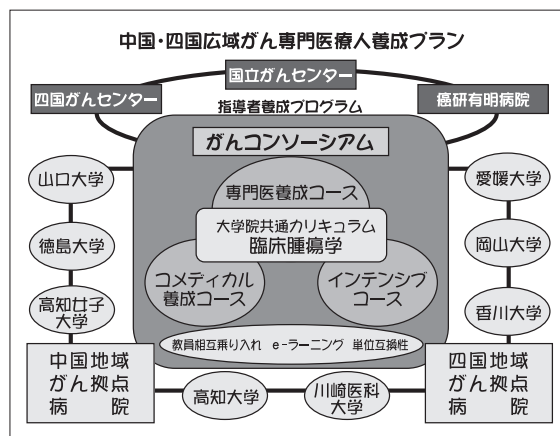 中国・四国広域がん専門医療人養成プラン
国立がんセンター
四国がんセンター
癌研有明病院
指導者養成プログラム
がんコンソーシアム
山口大学
専門医養成コース
愛媛大学
大学院共通カリキュラム
臨床腫瘍学
徳島大学
岡山大学
コメディカル
養成コース
インテンシブ
コース
高知女子
大学
香川大学
教員相互乗り入れ e-ラーニング 単位互換性
中国地域
がん拠点
病院
四国地域
がん拠点
病院
高知大学
川崎医科
大学